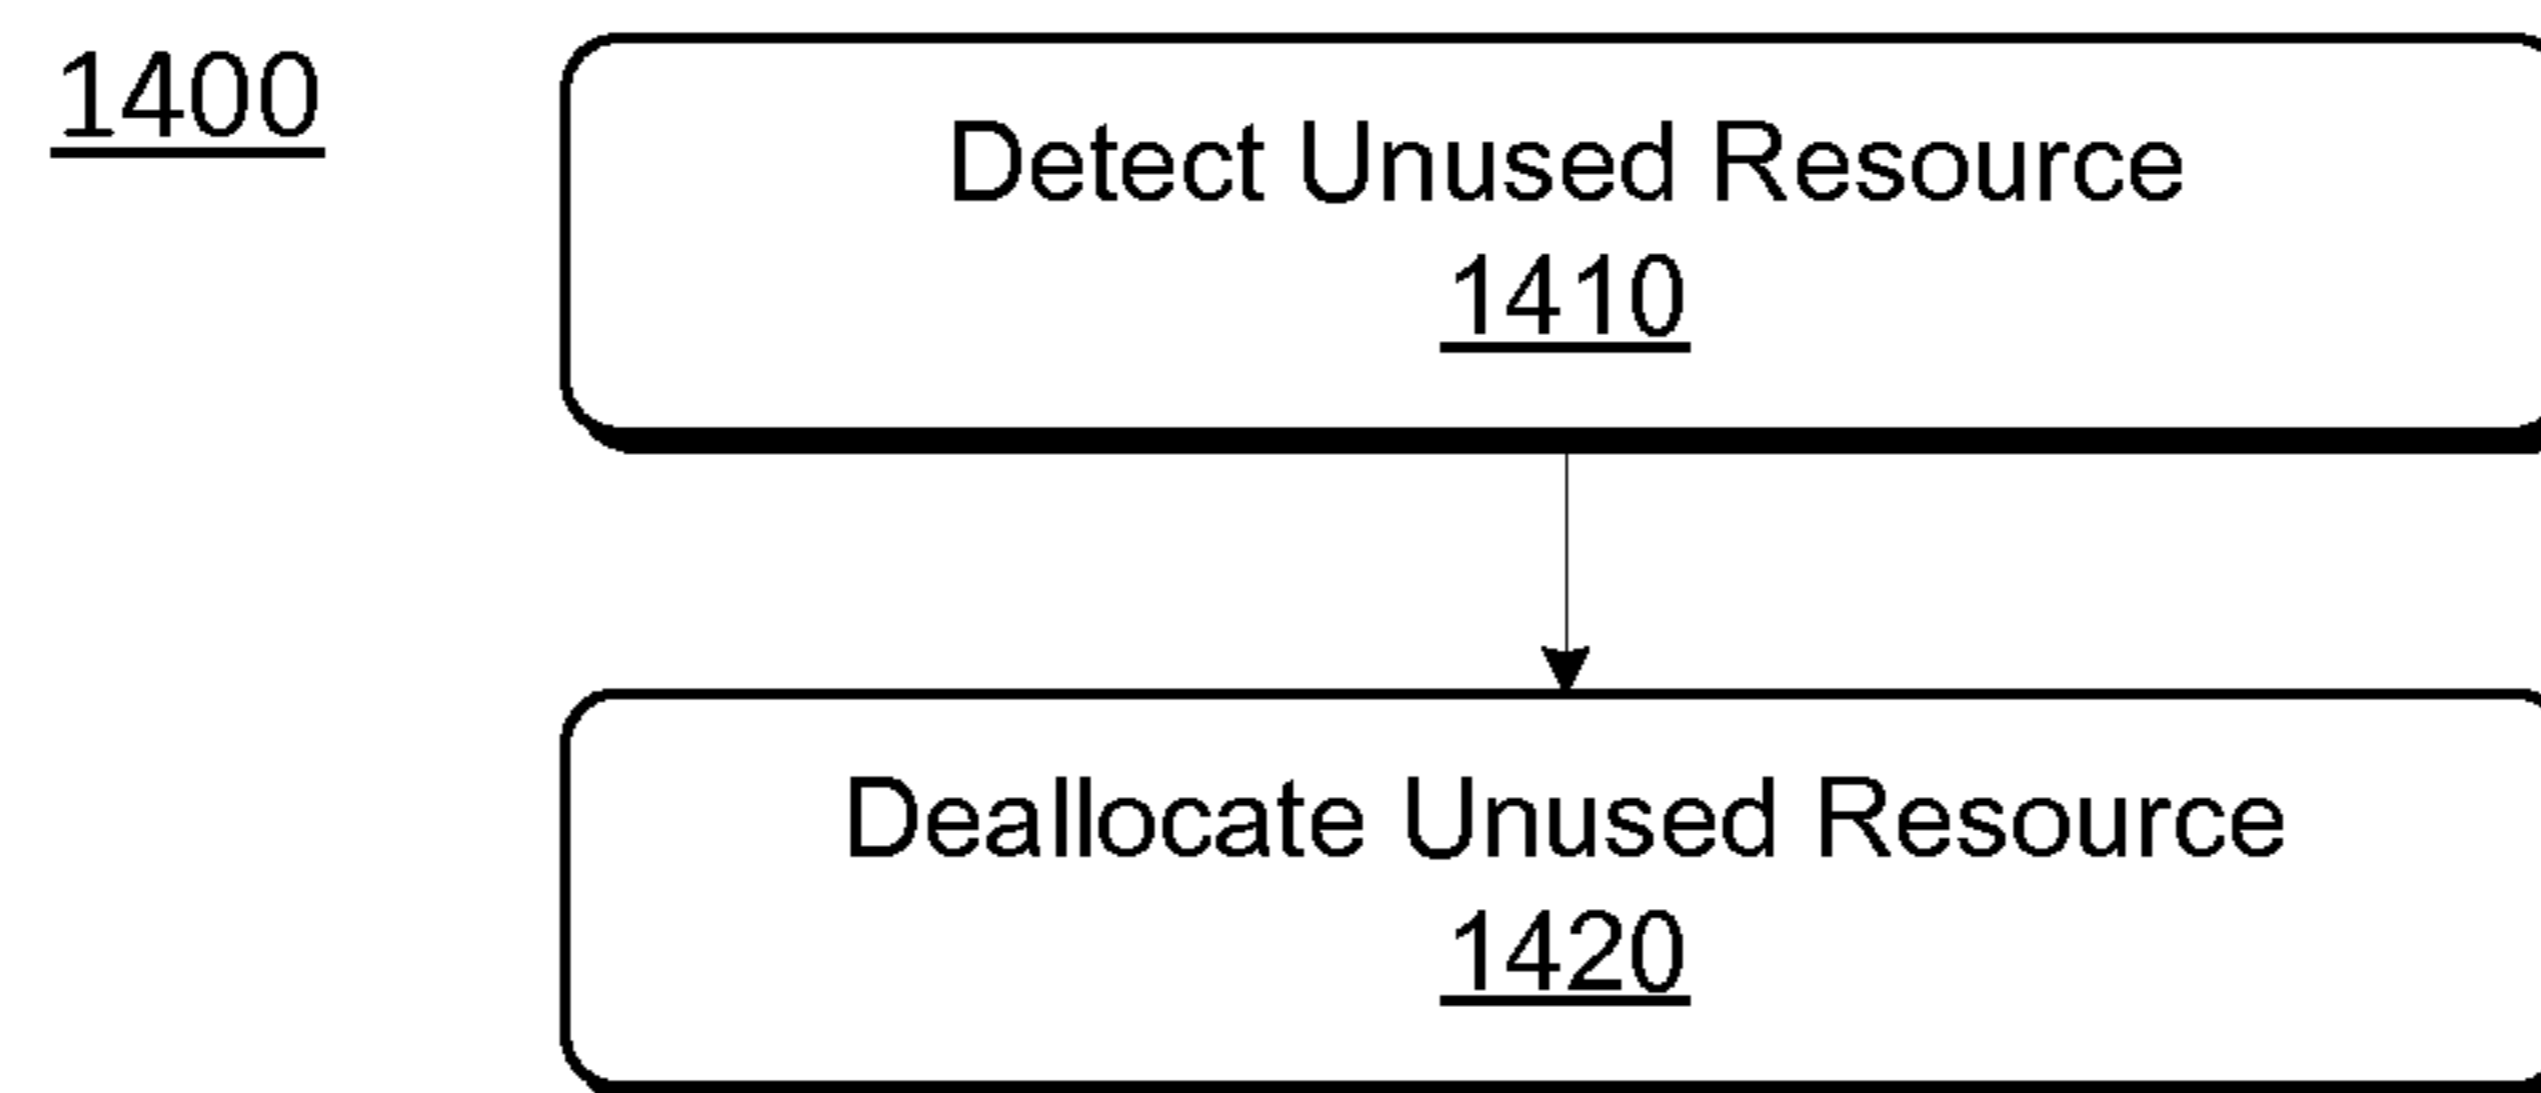 1400
Detect Unused Resource
1410
Deallocate Unused Resource
1420